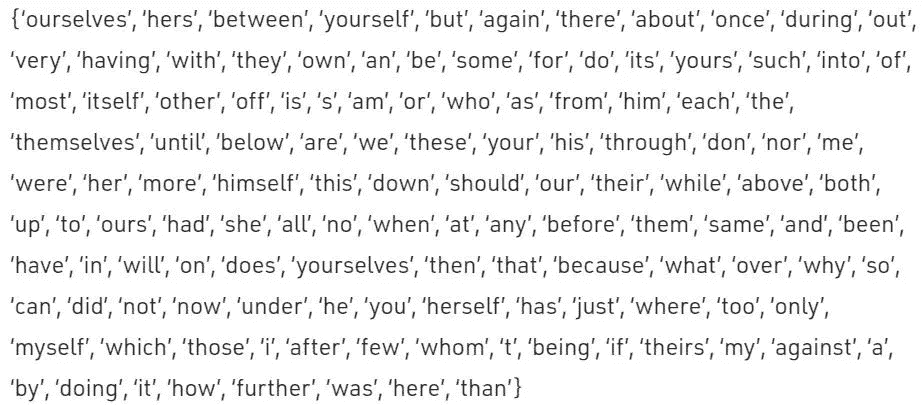 {‘ourselves’, ‘hers’, ‘between’, ‘yourself’, ‘but’, ‘again’, ‘there’, ‘about’, ‘once’, ‘during’, ‘out’,
‘very’, ‘having’, ‘with’, ‘they’, ‘own’, ‘an’, ‘be’, ‘some’, ‘for’, ‘do’, ‘its’, ‘yours’, ‘such’, ‘into’, ‘of’,
‘most’, ‘itself’, ‘other’, ‘off’, ‘is’, ‘s’, ‘am’, ‘or’, ‘who’, ‘as’, ‘from’, ‘him’, ‘each’, ‘the’,
‘themselves’, ‘until’, ‘below’, ‘are’, ‘we’, ‘these’, ‘your’, ‘his’, ‘through’, ‘don’, ‘nor’, ‘me’,
‘were’, ‘her’, ‘more’, ‘himself’, ‘this’, ‘down’, ‘should’, ‘our’, ‘their’, ‘while’, ‘above’, ‘both’,
‘up’, ‘to’, ‘ours’, ‘had’, ‘she’, ‘all’, ‘no’, ‘when’, ‘at’, ‘any’, ‘before’, ‘them’, ‘same’, ‘and’, ‘been’,
‘have’, ‘in’, ‘will’, ‘on’, ‘does’, ‘yourselves’, ‘then’, ‘that’, ‘because’, ‘what’, ‘over’, ‘why’, ‘so’,
‘can’, ‘did‘, ‘not’, ‘now’, ‘under’, ‘he’, ‘you’, ‘herself’, ‘has’, ‘just’, ‘where’, ‘too’, ‘only’,
‘myself’, ‘which’, ‘those’, ‘i’, ‘after’, ‘few’, ‘whom’, ‘t’, ‘being’, ‘if’, ‘theirs’, ‘my’, ‘against’, ‘a’,
‘by’, ‘doing’, ‘it’, ‘how’, ‘further’, ‘was’, ‘here’, ‘than’}